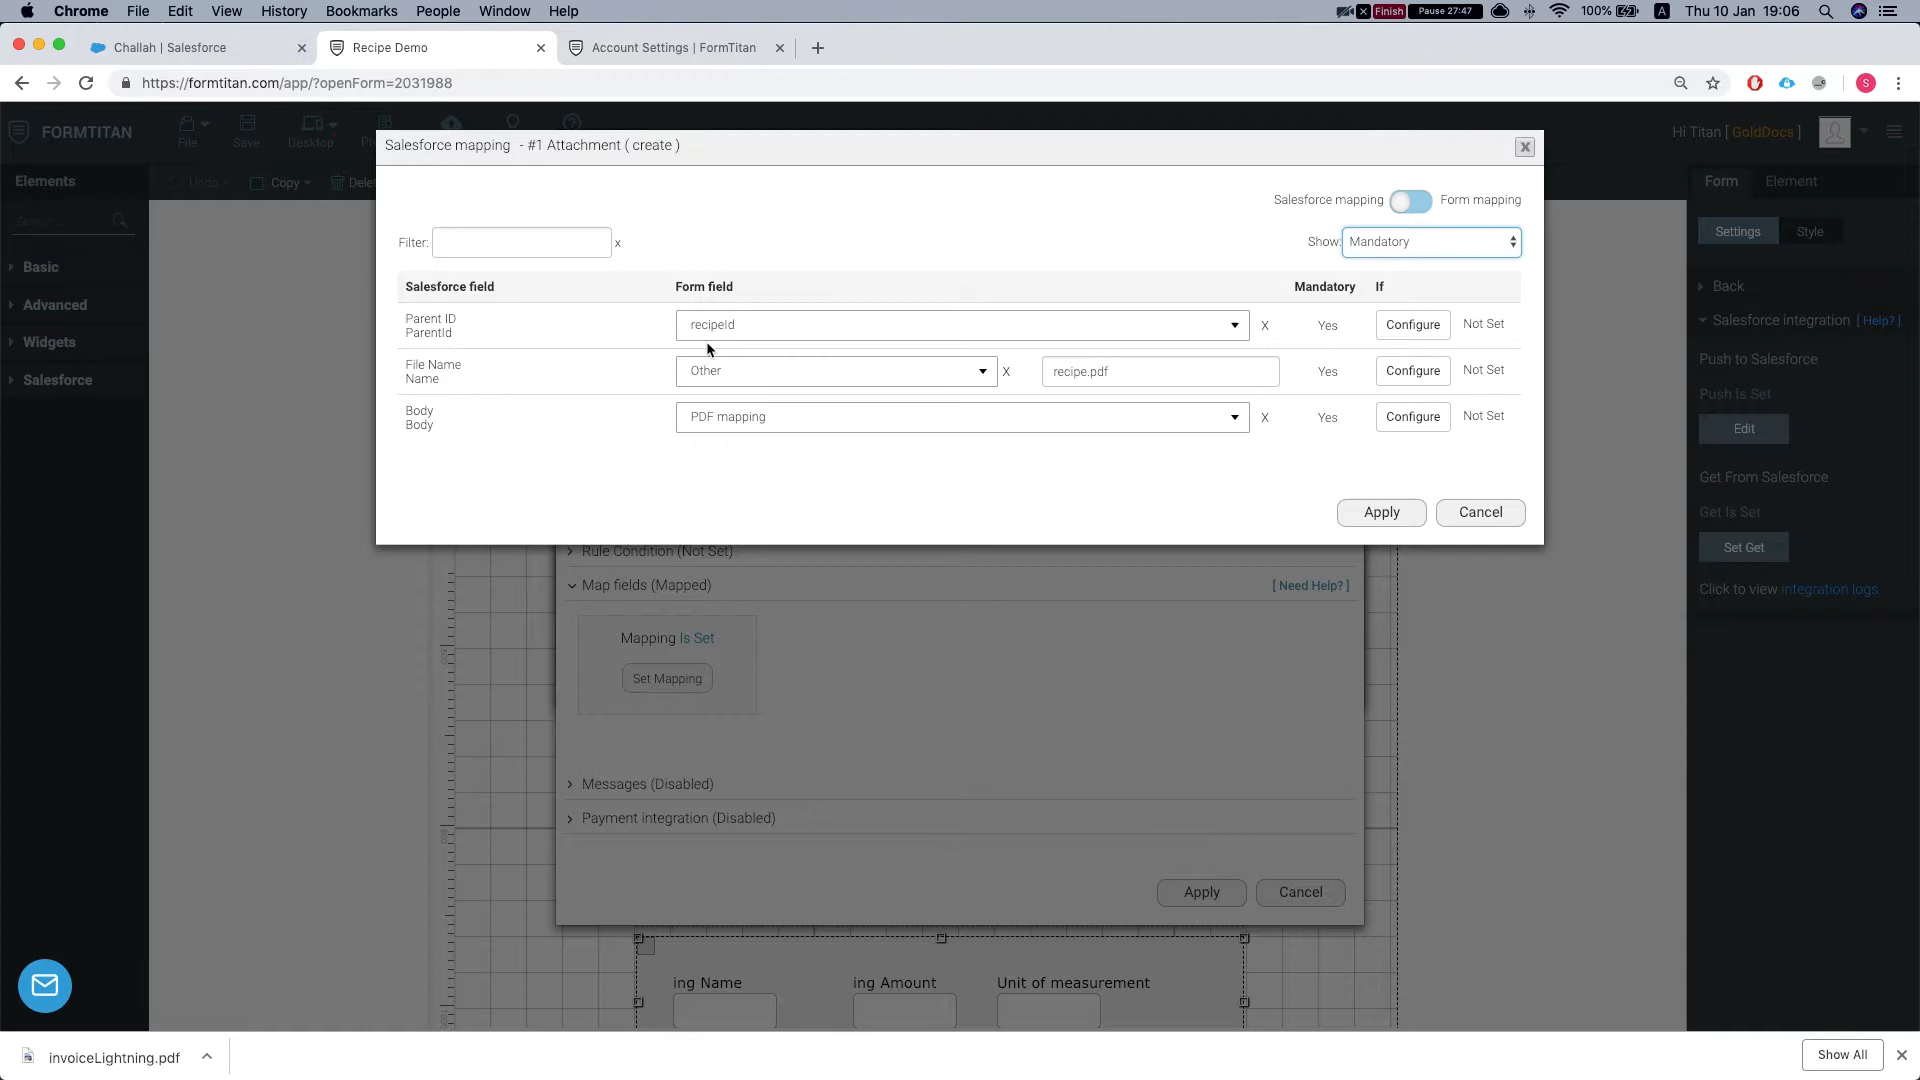 Chrome File Edit View History Bookmarks People Window Help
Finish Pause 27:47 100% A Thu 10 Jan 19:06
Challah | Salesforce
Recipe Demo
Account Settings | FormTitan
https://formtitan.com/app/?openForm=2031988
S
FORMTITAN
File
Save
Desktop
Hi Titan [ GoldDocs ]
Elements
Undo
Copy
Form
Element
Settings
Style
Basic
Advanced
Widgets
Salesforce
Back
Salesforce integration [ Help? ]
Push to Salesforce
Push Is Set
Edit
Get From Salesforce
Get Is Set
Set Get
Click to view integration logs
Salesforce mapping - #1 Attachment ( create )
X
Salesforce mapping
Form mapping
Filter:
x
Show: Mandatory
Salesforce field Form field Mandatory If
Parent ID
ParentId
recipeId X Yes Configure Not Set
File Name
Name
Other X recipe.pdf Yes Configure Not Set
Body
Body
PDF mapping X Yes Configure Not Set
Apply Cancel
Rule Condition (Not Set)
Map fields (Mapped) [ Need Help? ]
Mapping Is Set
Set Mapping
Messages (Disabled)
Payment integration (Disabled)
Apply Cancel
ing Name ing Amount Unit of measurement
invoiceLightning.pdf
Show All